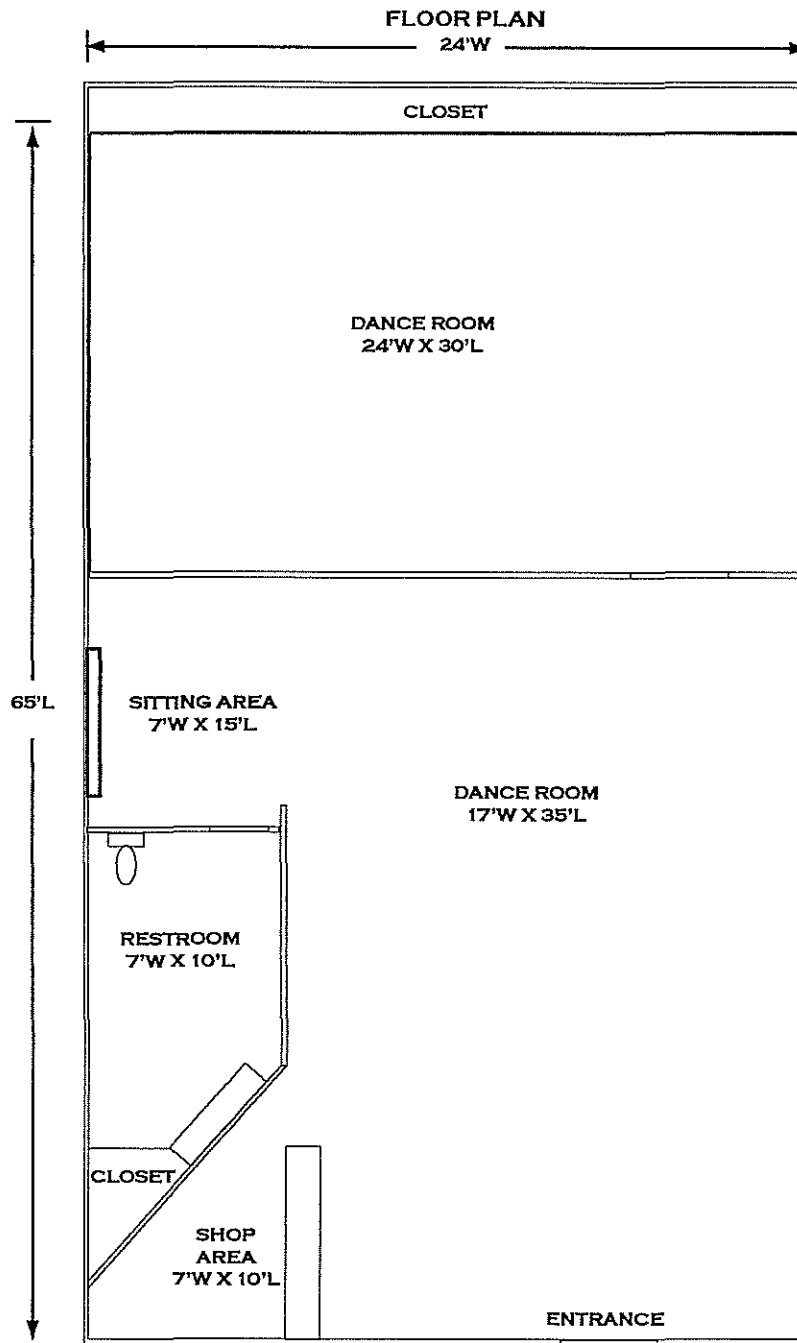 FLOOR PLAN
24'W
CLOSET
DANCE ROOM
24'W X 30'L
65'L
SITTING AREA
7'W X 15'L
DANCE ROOM
17'W X 35'L
RESTROOM
7'W X 10'L
CLOSET
SHOP
AREA
7'W X 10'L
ENTRANCE